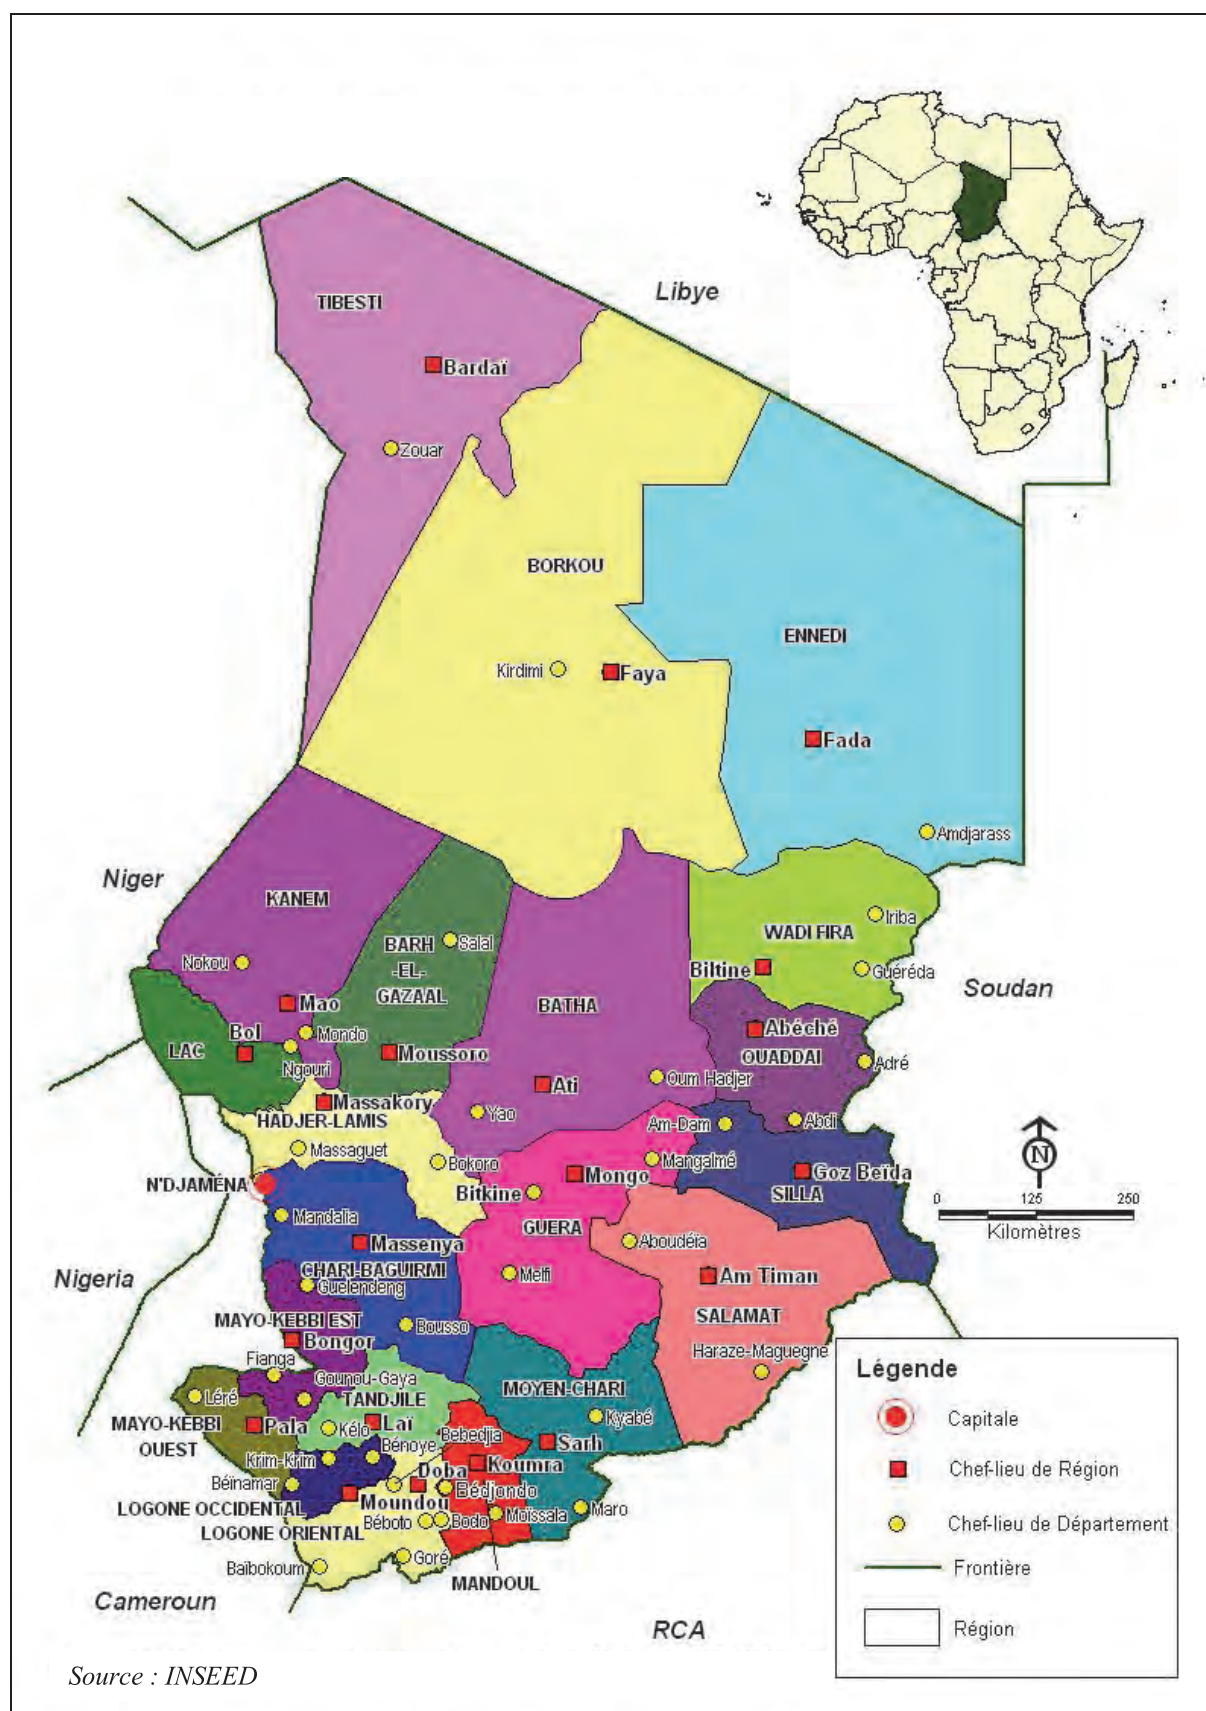 Libye
TIBESTI
Bardaï
Zouar
BORKOU
ENNEDI
Kirdimi
Faya
Fada
Amdjarass
Niger
KANEM
Iriba
WADI FIRA
BARH
-EL-
GAZAAL
Salal
Nokou
Biltine
Guéréda
Soudan
Mao
BATHA
Bol
Mondo
Abéché
LAC
Moussoro
OUADDAI
Adré
Ngouri
Ati
Oum Hadjer
Massakory
HADJER-LAMIS
Yao
Am-Dam
Abdi
Massaguet
Bokoro
Mangalmé
Mongo
Goz Beïda
N'DJAMÉNA
Bitkine
SILLA
N
0 125 250
Kilomètres
Mandalia
GUERA
Aboudéïa
Massenya
CHARI-BAGUIRMI
Nigeria
Guelendeng
Melfi
Am Timan
MAYO-KEBBI EST
SALAMAT
Bousso
Bongor
Haraze-Maguegne
Fianga
Gounou-Gaya
Léré
TANDJILE
MOYEN-CHARI
MAYO-KEBBI
OUEST
Pala
Kélo
Laï
Kyabé
Bebedjia
Sarh
Bénoye
Krim-Krim
Koumra
Doba
Béïnamar
Bédjondo
Moundou
LOGONE OCCIDENTAL
Moïssala
Maro
LOGONE ORIENTAL
Béboto
Bodo
Goré
Baïbokoum
MANDOUL
Cameroun
RCA
Légende
Capitale
Chef-lieu de Région
Chef-lieu de Département
Frontière
Région
Source : INSEED